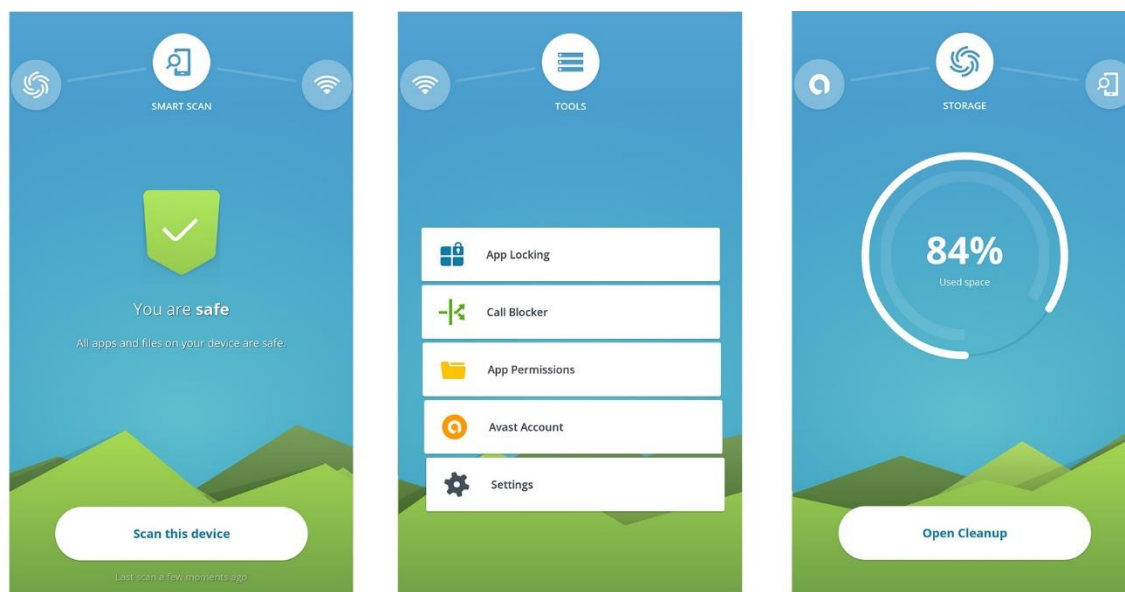 SMART SCAN
You are safe
All apps and files on your device are safe.
Scan this device
Last scan a few moments ago
TOOLS
App Locking
Call Blocker
App Permissions
Avast Account
Settings
STORAGE
84%
Used space
Open Cleanup